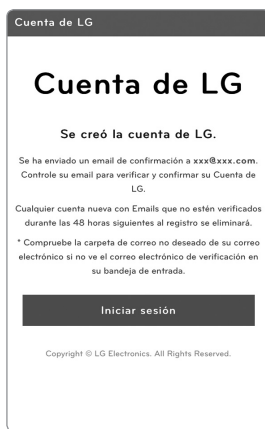 Cuenta de LG
Cuenta de LG
Se creó la cuenta de LG.
Se ha enviado un email de confirmación a xxx@xxx.com.
Controle su email para verificar y confirmar su Cuenta de
LG.
Cualquier cuenta nueva con Emails que no estén verificados
durante las 48 horas siguientes al registro se eliminará.
* Compruebe la carpeta de correo no deseado de su correo
electrónico si no ve el correo electrónico de verificación en
su bandeja de entrada.
Iniciar sesión
Copyright © LG Electronics. All Rights Reserved.